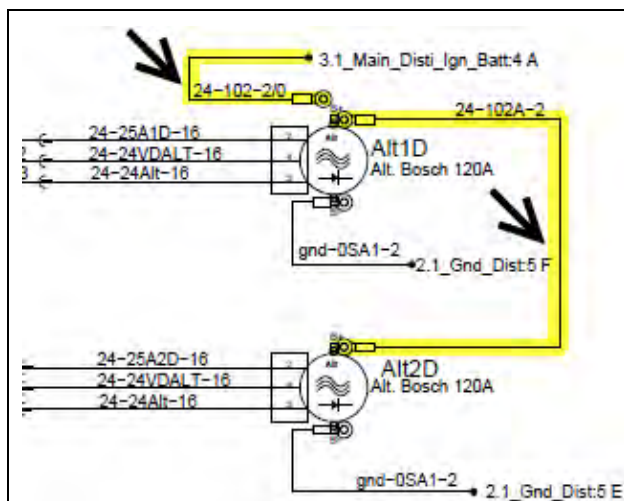 3.1_Main_Disti_Ign_Batt:4 A
24-102-2/0
24-102A-2
24-25A1D-16
24-24VDALT-16
24-24Alt-16
Alt
Alt1D
Alt. Bosch 120A
gnd-0SA1-2
2.1_Gnd_Dist:5 F
24-25A2D-16
24-24VDALT-16
24-24Alt-16
Alt
Alt2D
Alt. Bosch 120A
gnd-0SA1-2
2.1_Gnd_Dist:5 E